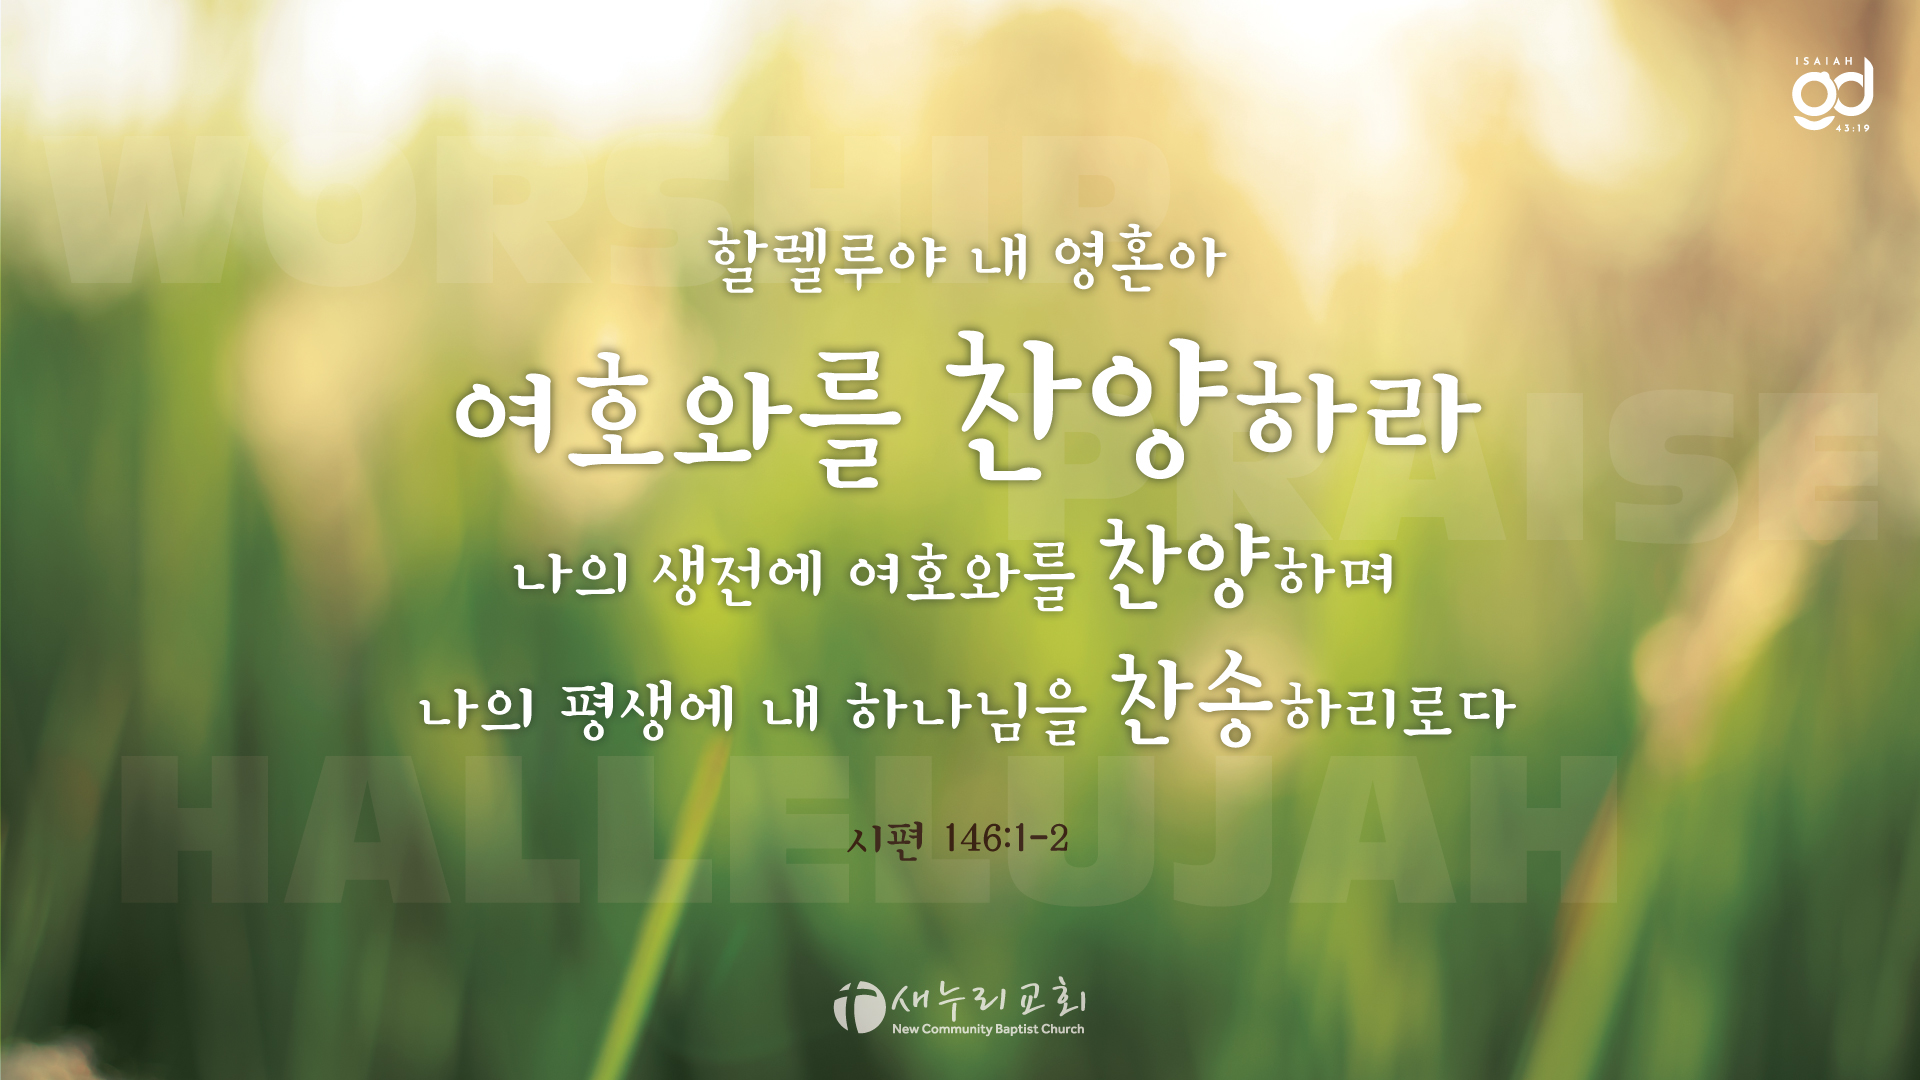 ISAIAH
gd
43:19
WORSHIP
할렐루야 내 영혼아
여호와를 찬양하라
PRAISE
나의 생전에 여호와를 찬양하며
나의 평생에 내 하나님을 찬송하리로다
HALLELUJAH
시편 146:1-2
새누리교회
New Community Baptist Church